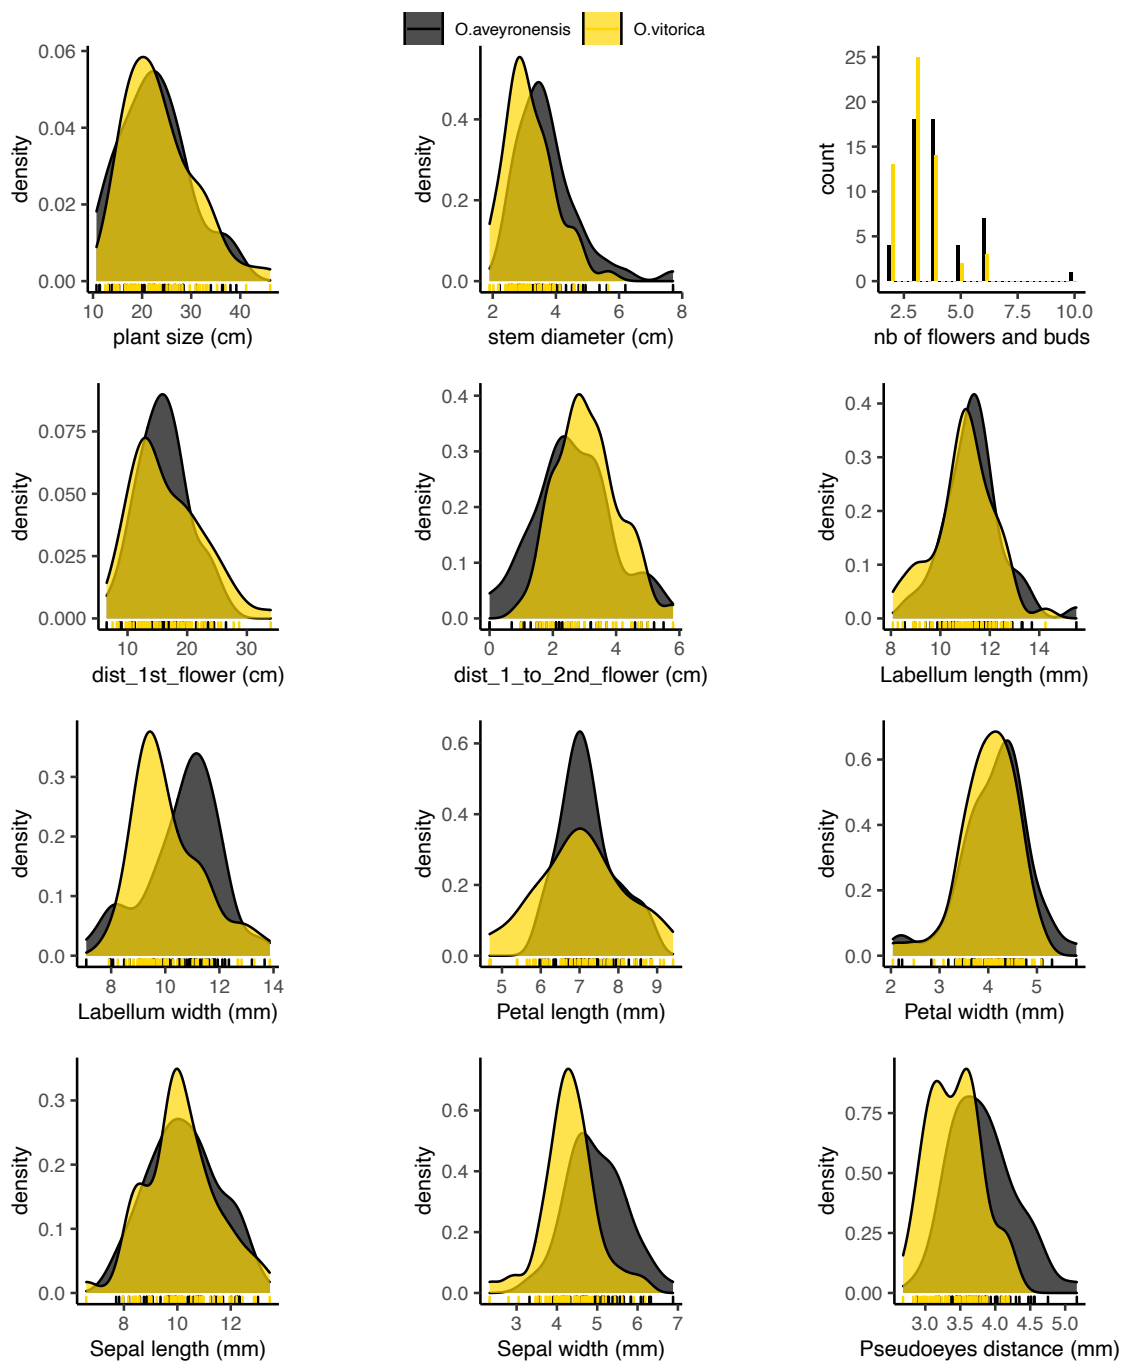 O.aveyronensis O.vitorica
0.06
0.04
0.02
0.00
density
10 20 30 40
plant size (cm)
0.4
0.2
0.0
density
2 4 6 8
stem diameter (cm)
25
20
15
10
5
0
count
2.5 5.0 7.5 10.0
nb of flowers and buds
0.075
0.050
0.025
0.000
density
10 20 30
dist_1st_flower (cm)
0.4
0.3
0.2
0.1
0.0
density
0 2 4 6
dist_1_to_2nd_flower (cm)
0.4
0.3
0.2
0.1
0.0
density
8 10 12 14
Labellum length (mm)
0.3
0.2
0.1
0.0
density
8 10 12 14
Labellum width (mm)
0.6
0.4
0.2
0.0
density
5 6 7 8 9
Petal length (mm)
0.6
0.4
0.2
0.0
density
2 3 4 5
Petal width (mm)
0.3
0.2
0.1
0.0
density
8 10 12
Sepal length (mm)
0.6
0.4
0.2
0.0
density
3 4 5 6 7
Sepal width (mm)
0.75
0.50
0.25
0.00
density
3.0 3.5 4.0 4.5 5.0
Pseudoeyes distance (mm)